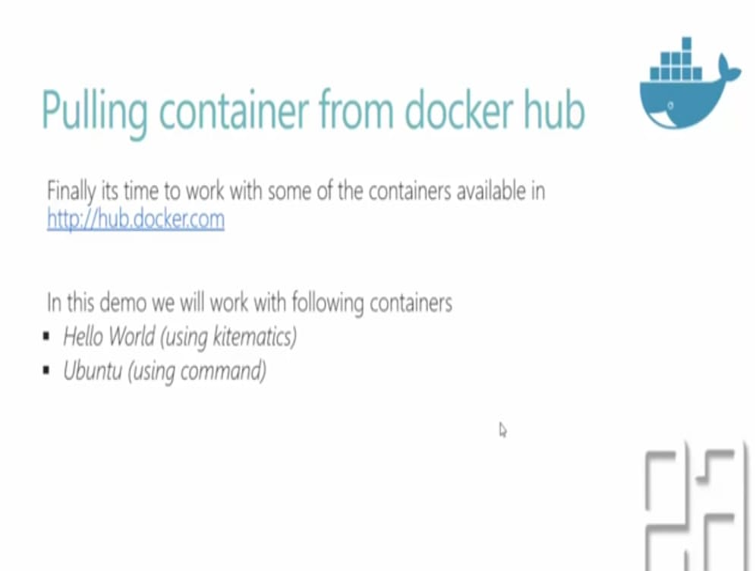 Pulling container from docker hub
Finally its time to work with some of the containers available in
http://hub.docker.com
In this demo we will work with following containers
▪ Hello World (using kitematics)
▪ Ubuntu (using command)